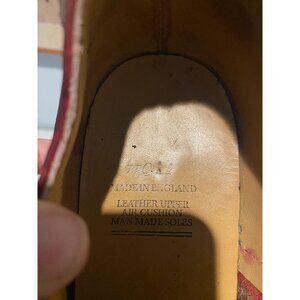 MADE IN ENGLAND
LEATHER UPPER
AIR CUSHION
MAN MADE SOLES